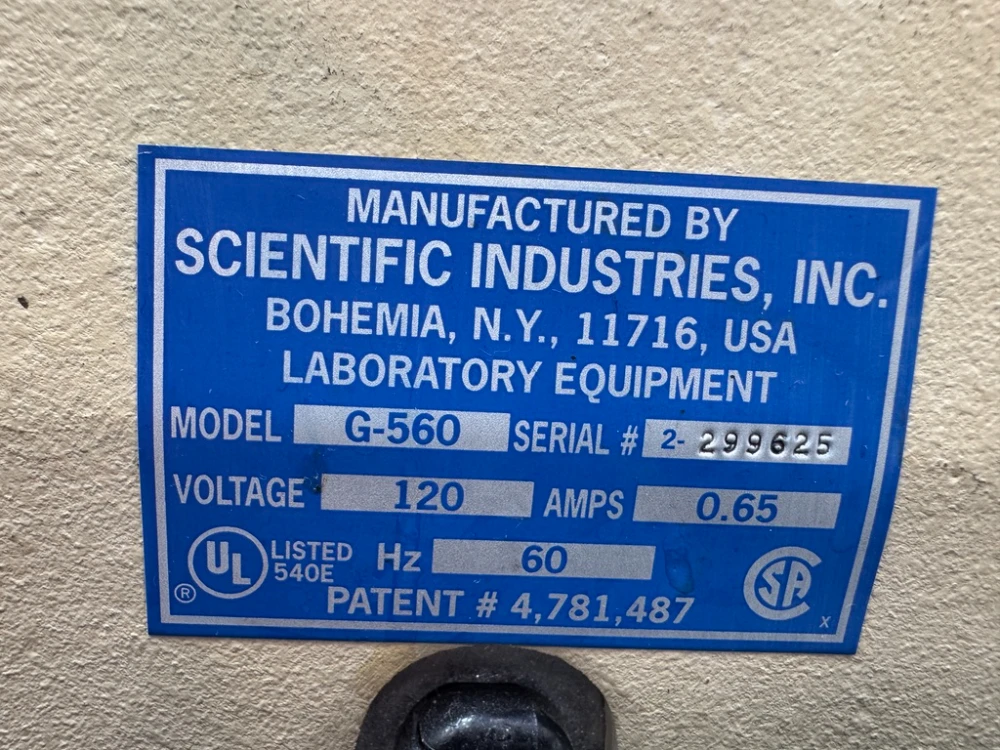 MANUFACTURED BY
SCIENTIFIC INDUSTRIES, INC.
BOHEMIA, N.Y., 11716, USA
LABORATORY EQUIPMENT
MODEL G-560 SERIAL # 2- 299625
VOLTAGE 120 AMPS 0.65
UL LISTED 540E Hz 60 SA
® PATENT # 4,781,487 X